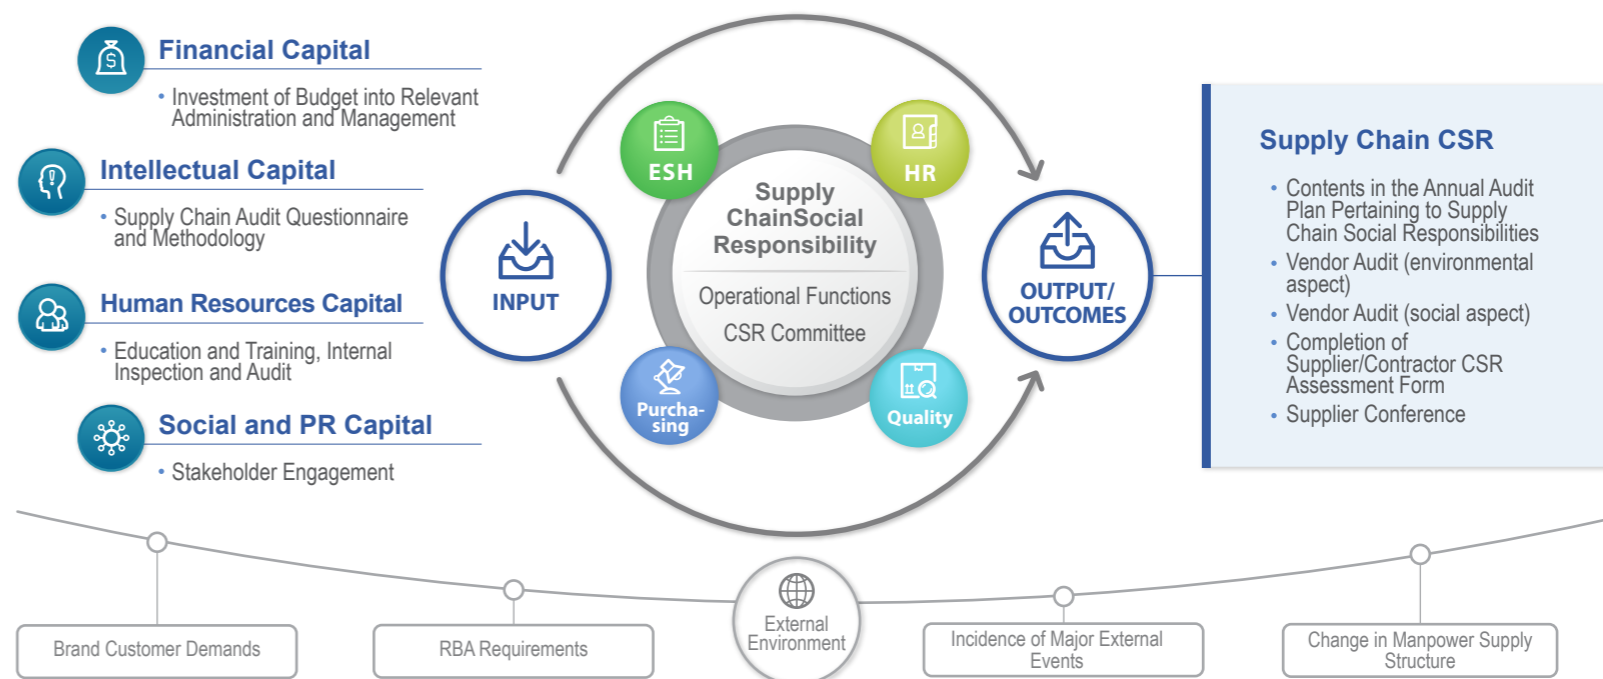 Financial Capital
• Investment of Budget into Relevant
Administration and Management
Intellectual Capital
• Supply Chain Audit Questionnaire
and Methodology
Human Resources Capital
• Education and Training, Internal
Inspection and Audit
Social and PR Capital
• Stakeholder Engagement
INPUT
ESH
HR
Supply
ChainSocial
Responsibility
Operational Functions
CSR Committee
Purcha-
sing
Quality
OUTPUT/
OUTCOMES
Supply Chain CSR
• Contents in the Annual Audit
Plan Pertaining to Supply
Chain Social Responsibilities
• Vendor Audit (environmental
aspect)
• Vendor Audit (social aspect)
• Completion of
Supplier/Contractor CSR
Assessment Form
• Supplier Conference
Brand Customer Demands
RBA Requirements
External
Environment
Incidence of Major External
Events
Change in Manpower Supply
Structure